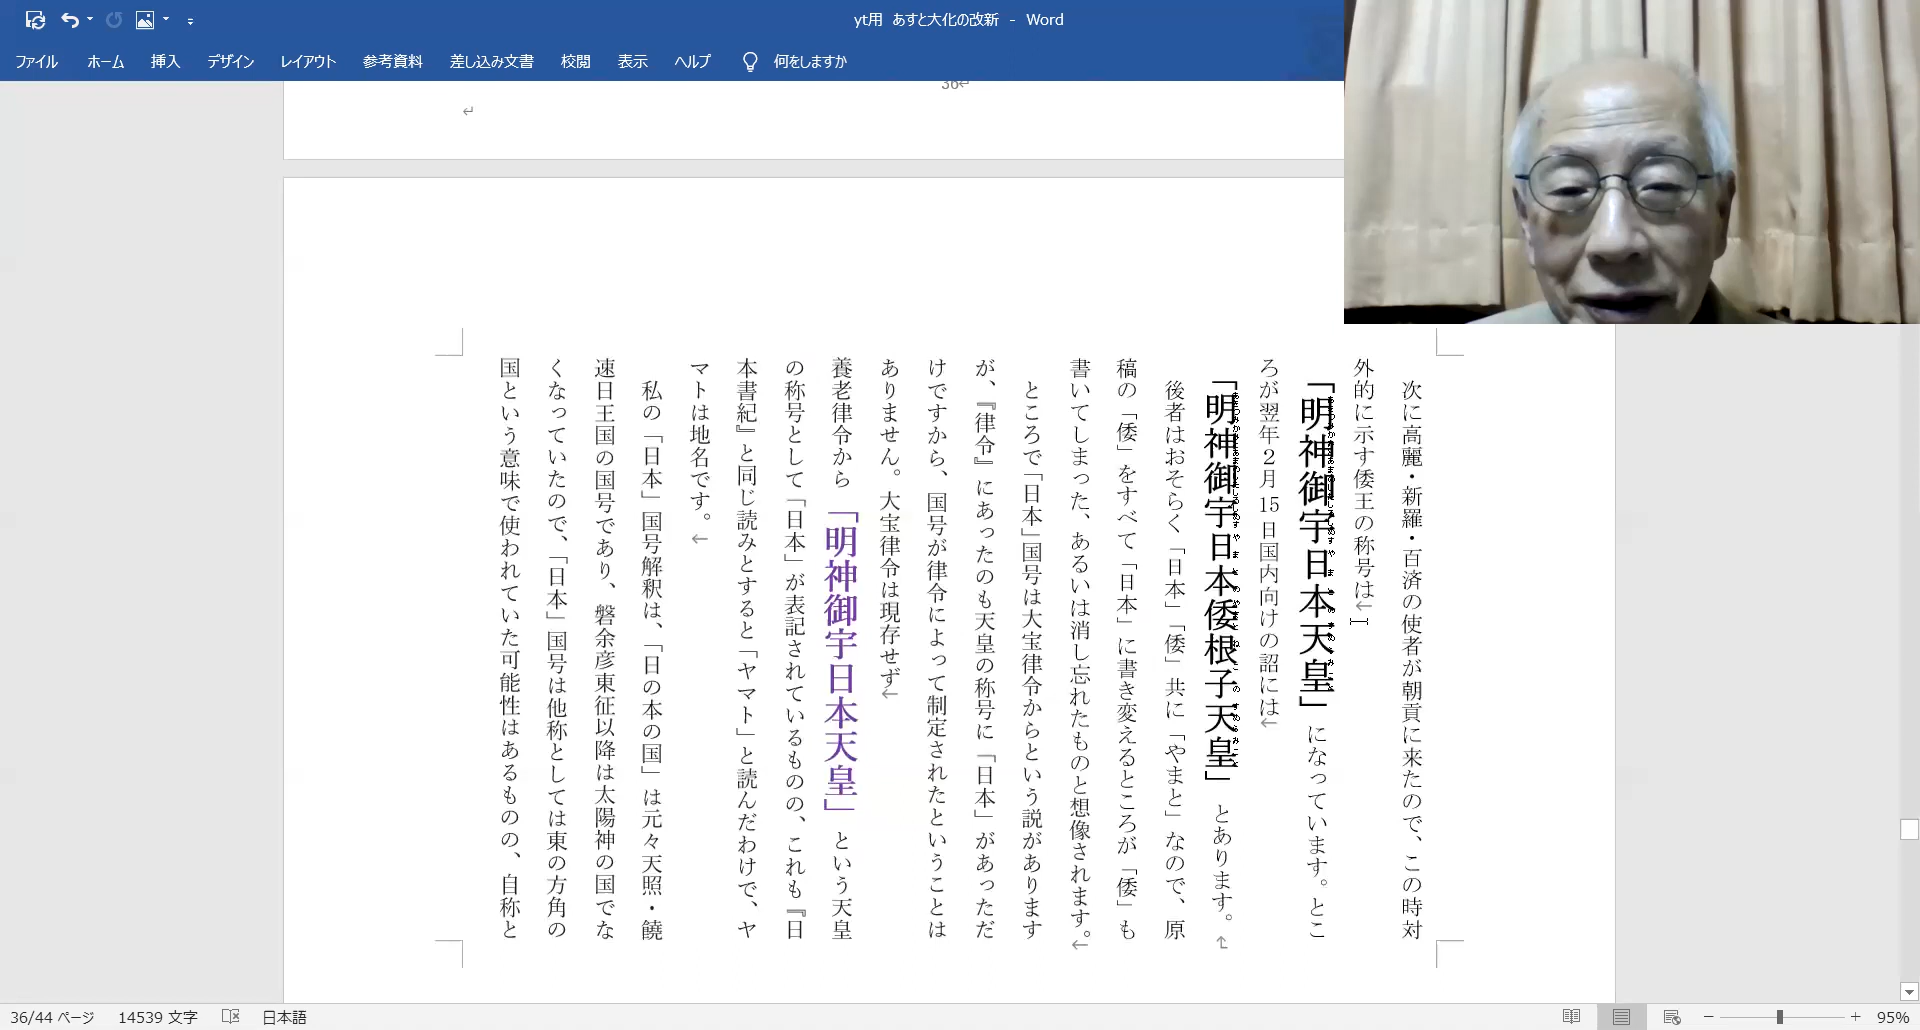 yt用 あすと大化の改新 - Word
ファイル ホーム 挿入 デザイン レイアウト 参考資料 差し込み文書 校閲 表示 ヘルプ 何をしますか
36
次に高麗・新羅・百済の使者が朝貢に来たので、この時対
外的に示す倭王の称号は
「明神御宇日本天皇」になっています。とこ
ろが翌年2月15日国内向けの詔には
「明神御宇日本倭根子天皇」とあります。
後者はおそらく「日本」「倭」共に「やまと」なので、原
稿の「倭」をすべて「日本」に書き変えるところが「倭」も
書いてしまった、あるいは消し忘れたものと想像されます。
ところで「日本」国号は大宝律令からという説があります
が、『律令』にあったのも天皇の称号に「日本」があっただ
けですから、国号が律令によって制定されたということは
ありません。大宝律令は現存せず
養老律令から「明神御宇日本天皇」という天皇
の称号として「日本」が表記されているものの、これも『日
本書紀』と同じ読みとすると「ヤマト」と読んだわけで、ヤ
マトは地名です。
私の「日本」国号解釈は、「日の本の国」は元々天照・饒
速日王国の国号であり、磐余彦東征以降は太陽神の国でな
くなっていたので、「日本」国号は他称としては東の方角の
国という意味で使われていた可能性はあるものの、自称と
36/44 ページ 14539 文字 日本語 95%